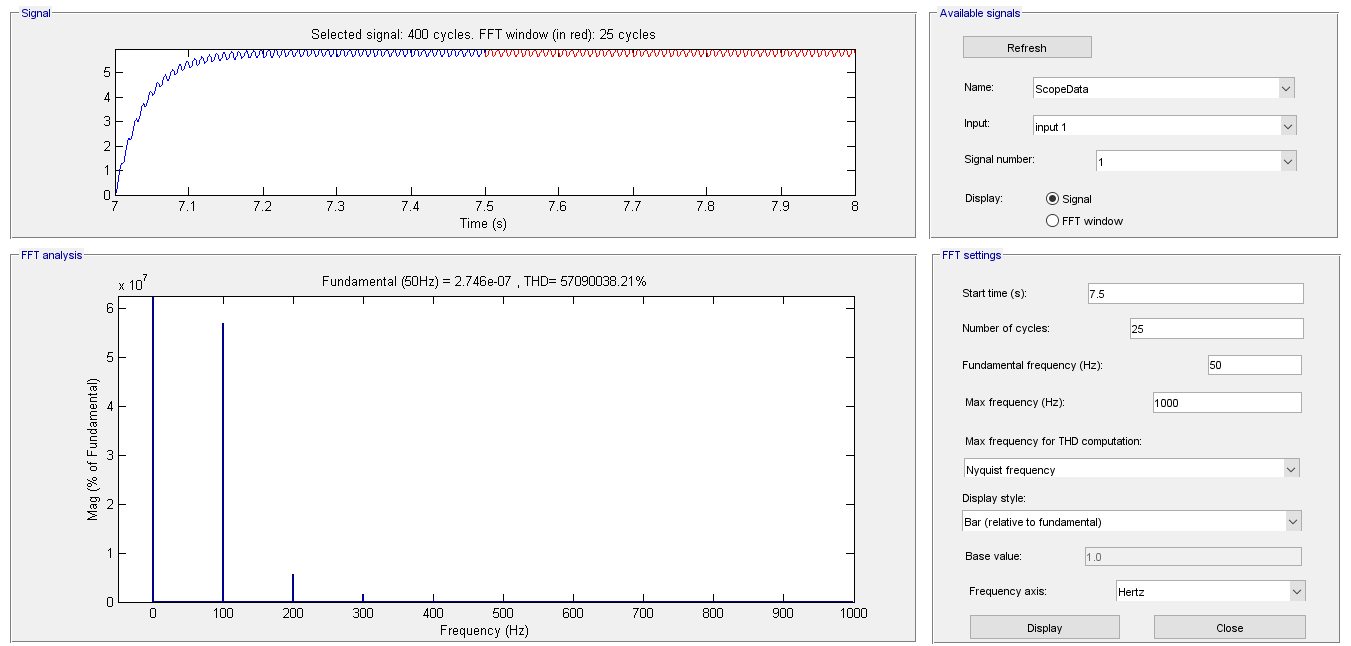 Signal
Selected signal: 400 cycles. FFT window (in red): 25 cycles
5
4
3
2
1
0
7 7.1 7.2 7.3 7.4 7.5 7.6 7.7 7.8 7.9 8
Time (s)
Available signals
Refresh
Name: ScopeData
Input: input 1
Signal number: 1
Display: Signal
FFT window
FFT analysis
x 10^7
Fundamental (50Hz) = 2.746e-07 , THD= 57090038.21%
Mag (% of Fundamental)
6
5
4
3
2
1
0
0 100 200 300 400 500 600 700 800 900 1000
Frequency (Hz)
FFT settings
Start time (s): 7.5
Number of cycles: 25
Fundamental frequency (Hz): 50
Max frequency (Hz): 1000
Max frequency for THD computation:
Nyquist frequency
Display style:
Bar (relative to fundamental)
Base value: 1.0
Frequency axis: Hertz
Display Close